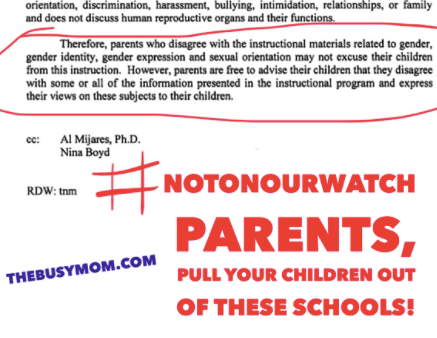 orientation, discrimination, harassment, bullying, intimidation, relationships, or family
and does not discuss human reproductive organs and their functions.
Therefore, parents who disagree with the instructional materials related to gender,
gender identity, gender expression and sexual orientation may not excuse their children
from this instruction. However, parents are free to advise their children that they disagree
with some or all of the information presented in the instructional program and express
their views on these subjects to their children.
cc: Al Mijares, Ph.D.
Nina Boyd
RDW: tnm
#NOTONOURWATCH
PARENTS,
PULL YOUR CHILDREN OUT
OF THESE SCHOOLS!
THEBUSYMOM.COM